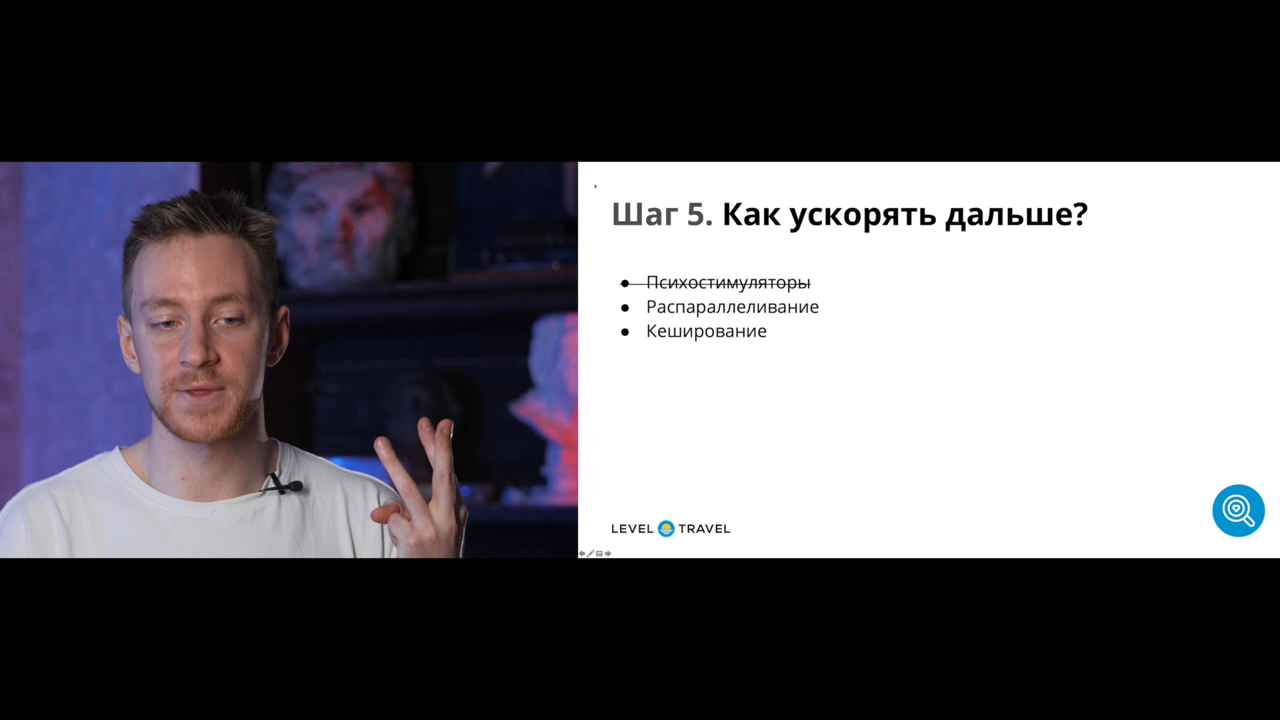 Шаг 5. Как ускорять дальше?
Психостимуляторы
Распараллеливание
Кеширование
LEVEL TRAVEL